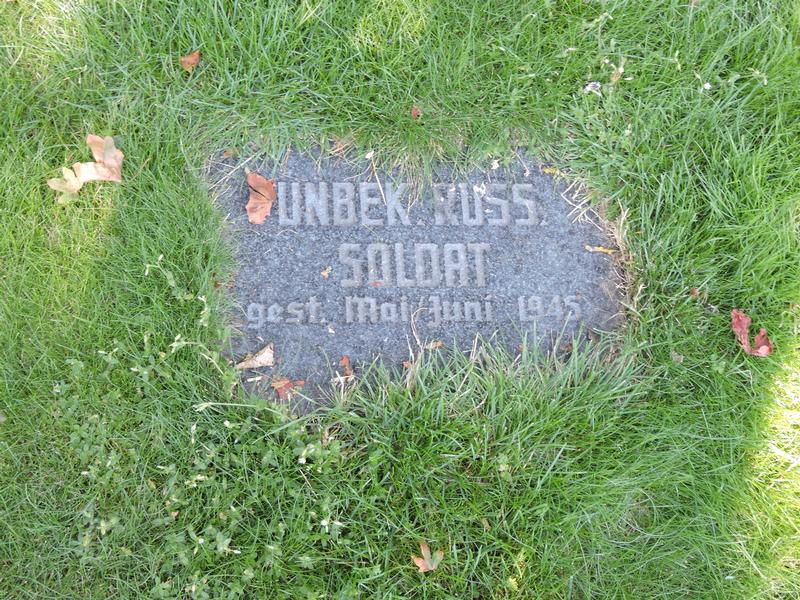 UNBEK. RUSS.
SOLDAT
gest. Mai/Juni 1945